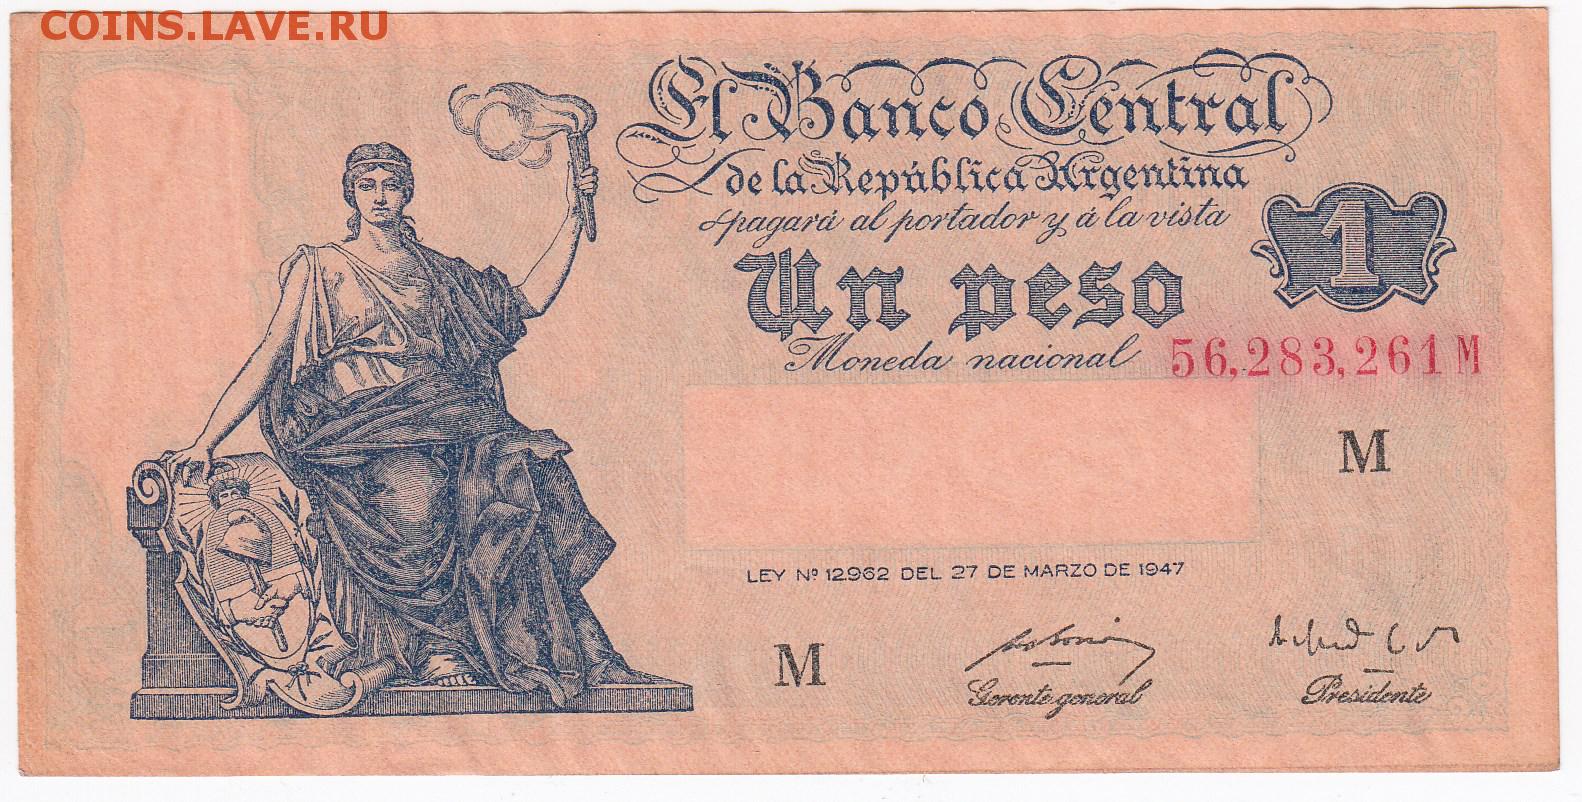 COINS.LAVE.RU
El Banco Central
de la República Argentina
pagará al portador y á la vista
1
Un peso
Moneda nacional
56,283,261 M
M
LEY Nº 12.962 DEL 27 DE MARZO DE 1947
M
Gerente general
Presidente